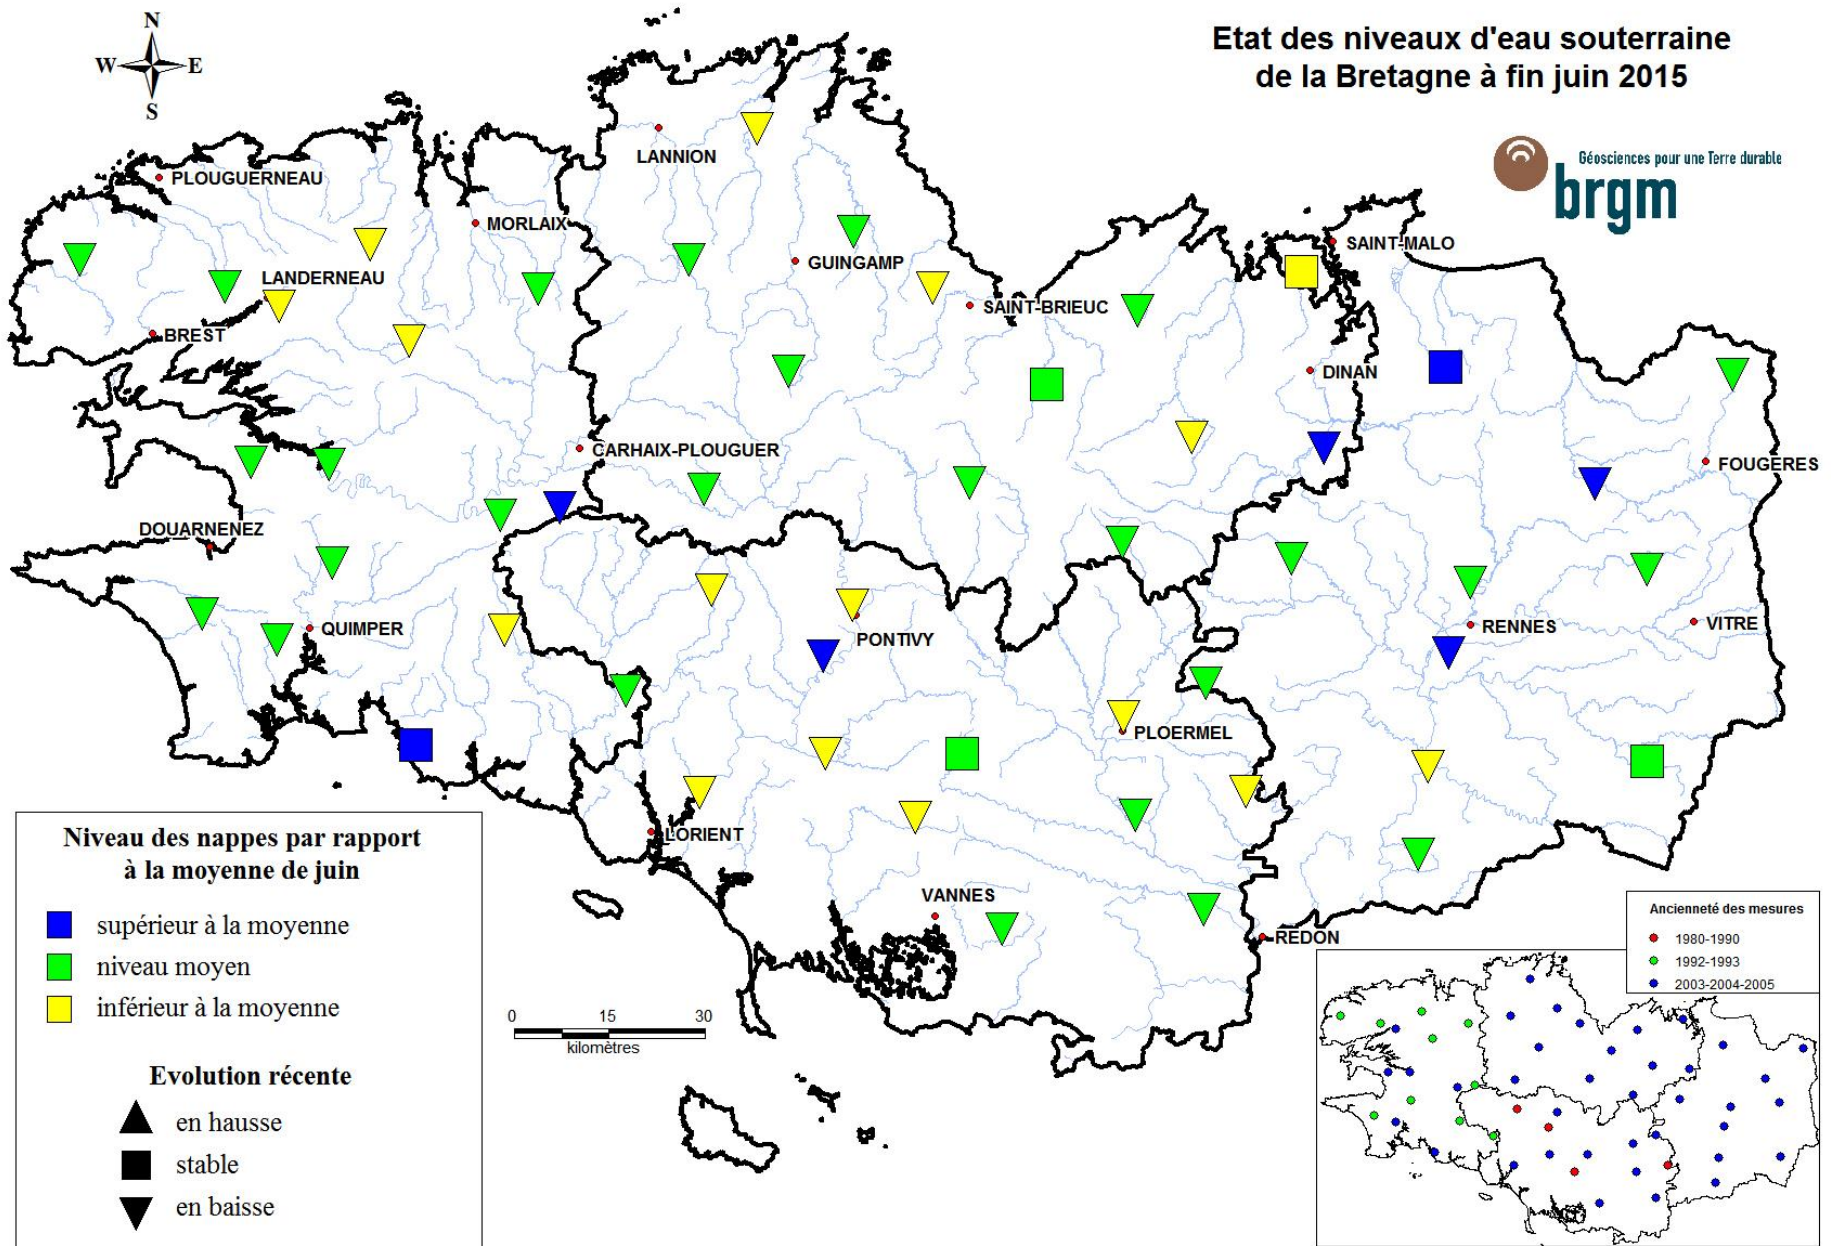 Etat des niveaux d'eau souterraine
de la Bretagne à fin juin 2015
N
W
E
S
Géosciences pour une Terre durable
brgm
LANNION
PLOUGUERNEAU
MORLAIX
SAINT-MALO
GUINGAMP
LANDERNEAU
SAINT-BRIEUC
BREST
DINAN
CARHAIX-PLOUGUER
FOUGERES
DOUARNENEZ
QUIMPER
RENNES
VITRE
PONTIVY
PLOERMEL
LORIENT
VANNES
REDON
Niveau des nappes par rapport
à la moyenne de juin
supérieur à la moyenne
niveau moyen
inférieur à la moyenne
Evolution récente
en hausse
stable
en baisse
0 15 30
kilomètres
Ancienneté des mesures
1980-1990
1992-1993
2003-2004-2005